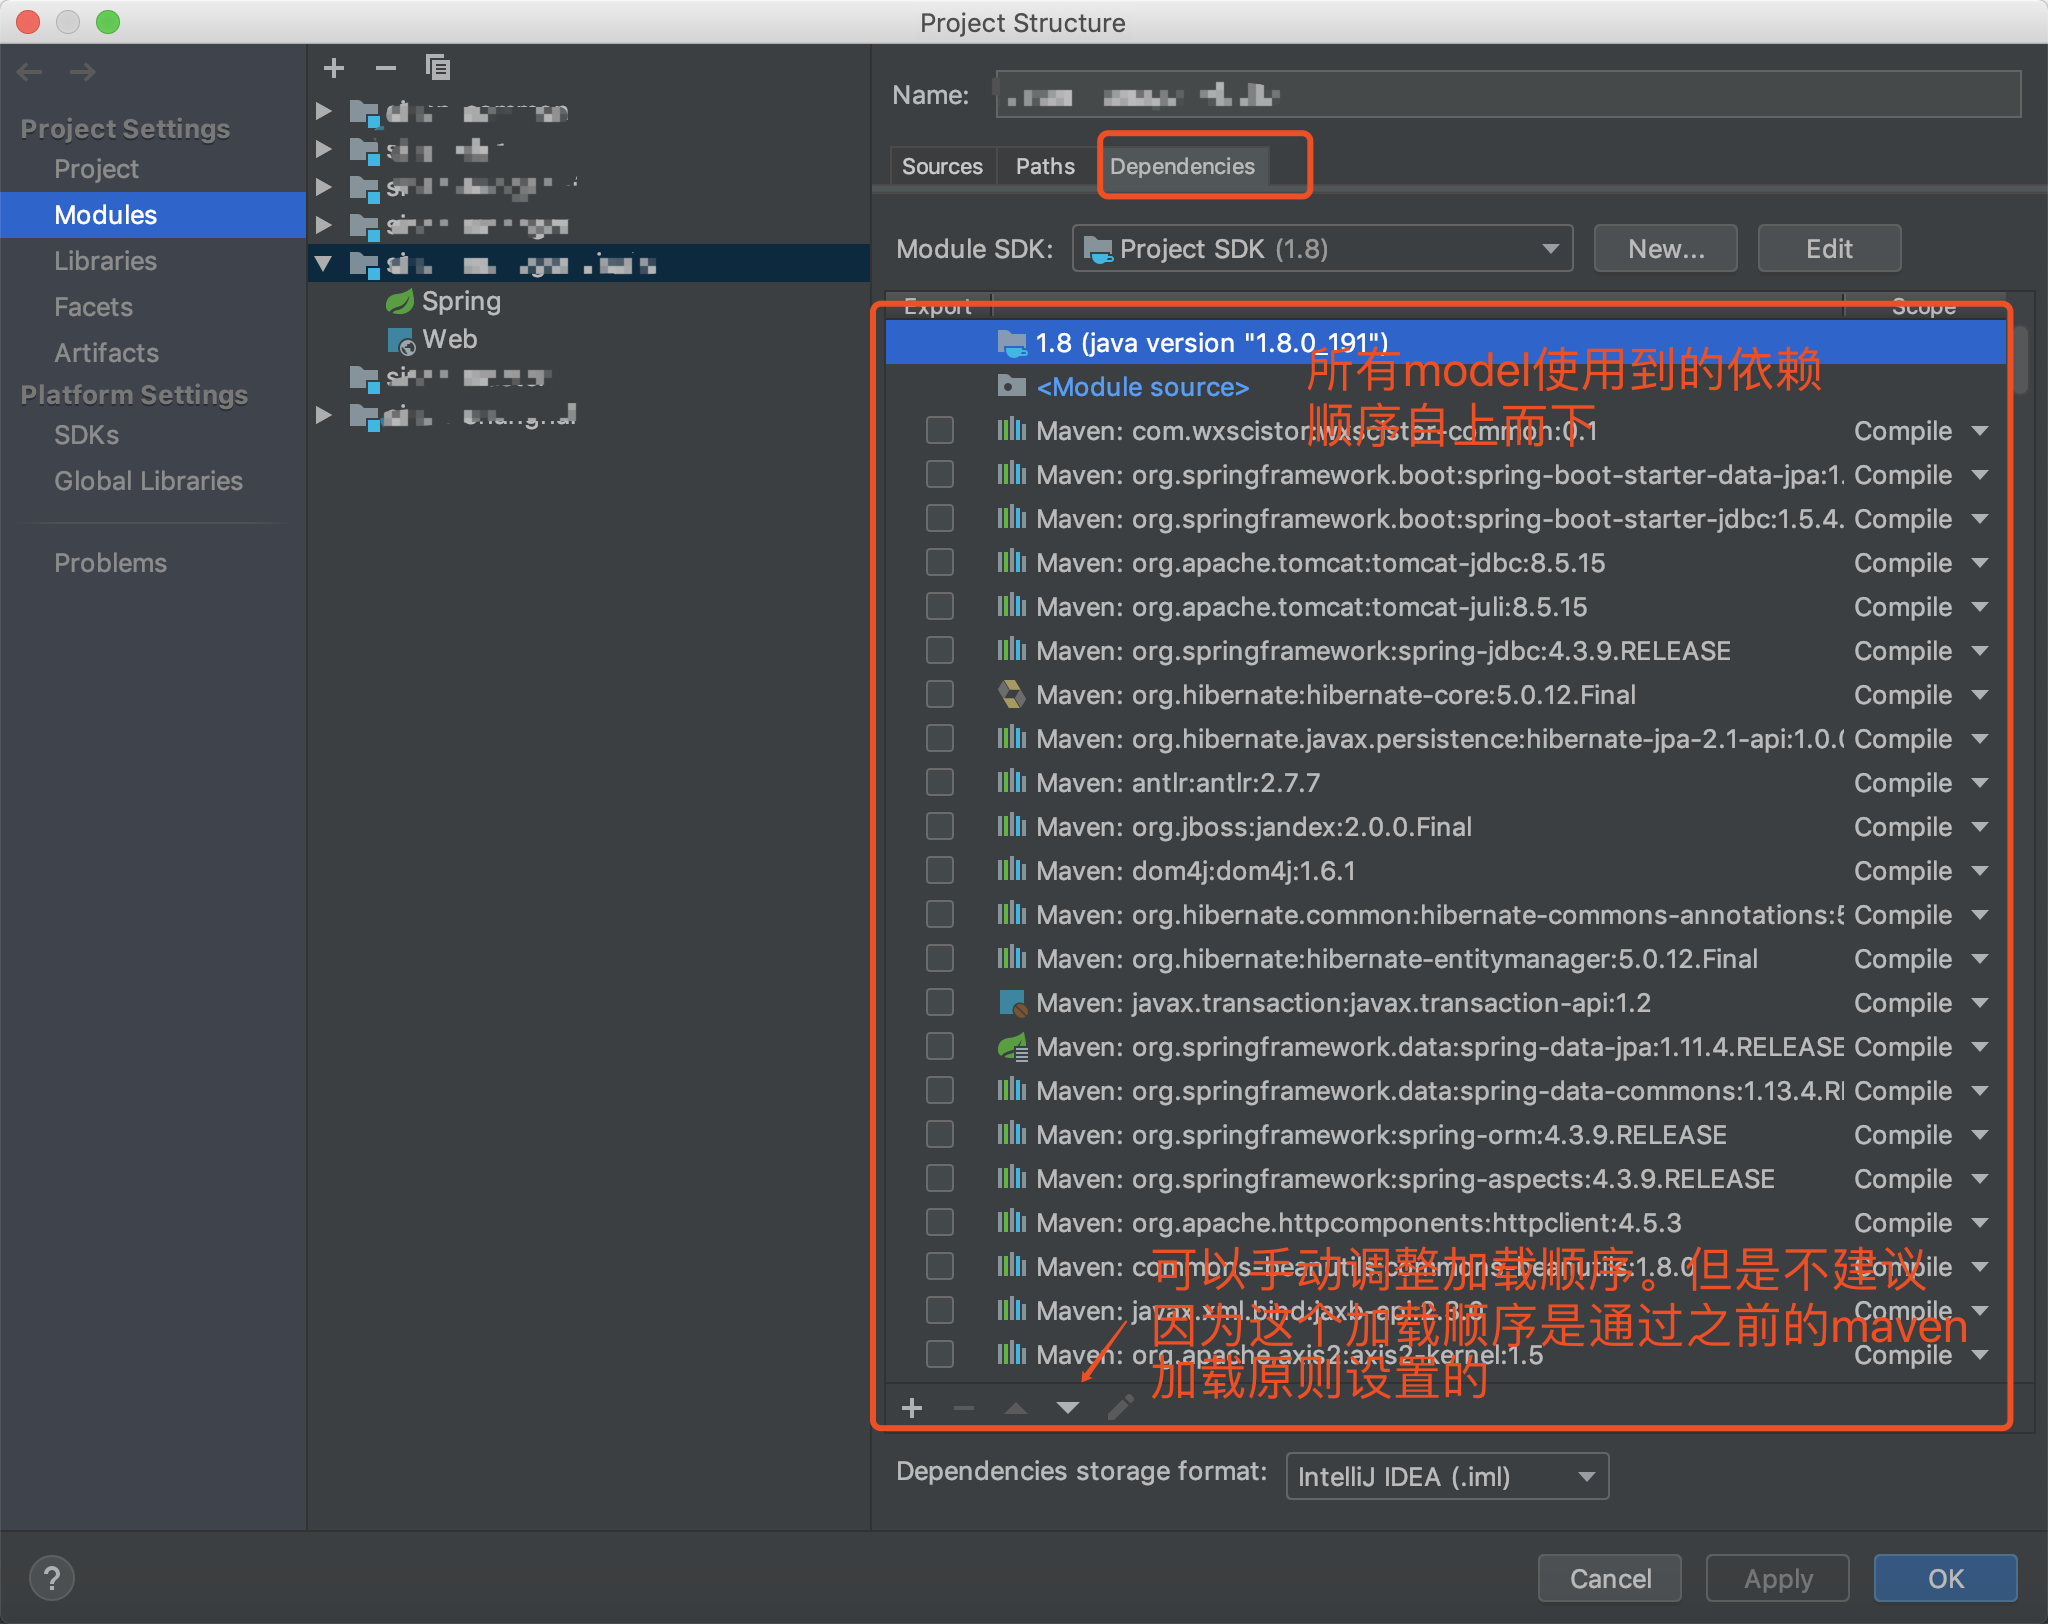 Project Structure
Project Settings
Project
Modules
Libraries
Facets
Artifacts
Platform Settings
SDKs
Global Libraries
Problems
Spring
Web
Name:
Sources Paths Dependencies
Module SDK: Project SDK (1.8) New... Edit
Export Scope
1.8 (java version "1.8.0_191")
<Module source>
所有model使用到的依赖
顺序自上而下
Maven: com.wxscistor:wxscistor-common:0.1 Compile
Maven: org.springframework.boot:spring-boot-starter-data-jpa:1. Compile
Maven: org.springframework.boot:spring-boot-starter-jdbc:1.5.4. Compile
Maven: org.apache.tomcat:tomcat-jdbc:8.5.15 Compile
Maven: org.apache.tomcat:tomcat-juli:8.5.15 Compile
Maven: org.springframework:spring-jdbc:4.3.9.RELEASE Compile
Maven: org.hibernate:hibernate-core:5.0.12.Final Compile
Maven: org.hibernate.javax.persistence:hibernate-jpa-2.1-api:1.0.0 Compile
Maven: antlr:antlr:2.7.7 Compile
Maven: org.jboss:jandex:2.0.0.Final Compile
Maven: dom4j:dom4j:1.6.1 Compile
Maven: org.hibernate.common:hibernate-commons-annotations:5 Compile
Maven: org.hibernate:hibernate-entitymanager:5.0.12.Final Compile
Maven: javax.transaction:javax.transaction-api:1.2 Compile
Maven: org.springframework.data:spring-data-jpa:1.11.4.RELEASE Compile
Maven: org.springframework.data:spring-data-commons:1.13.4.RE Compile
Maven: org.springframework:spring-orm:4.3.9.RELEASE Compile
Maven: org.springframework:spring-aspects:4.3.9.RELEASE Compile
Maven: org.apache.httpcomponents:httpclient:4.5.3 Compile
Maven: commons-beanutils:commons-beanutils:1.8.0 Compile
Maven: javax.xml.bind:jaxb-api:2.3.0 Compile
Maven: org.apache.axis2:axis2-kernel:1.5 Compile
可以手动调整加载顺序。但是不建议
因为这个加载顺序是通过之前的maven
加载原则设置的
Dependencies storage format: IntelliJ IDEA (.iml)
? Cancel Apply OK